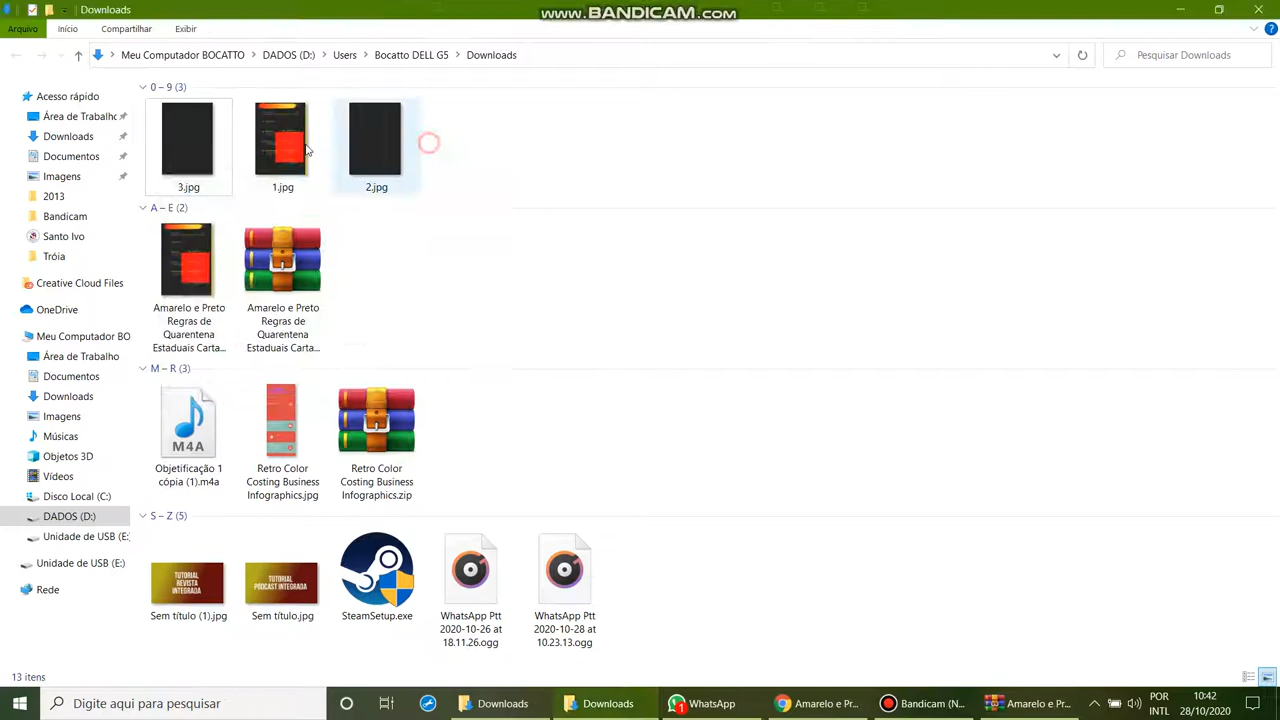 Downloads
www.BANDICAM.com
Arquivo
Início
Compartilhar
Exibir
Meu Computador BOCATTO
DADOS (D:)
Users
Bocatto DELL G5
Downloads
Pesquisar Downloads
Acesso rápido
Área de Trabalho
Downloads
Documentos
Imagens
2013
Bandicam
Santo Ivo
Tróia
Creative Cloud Files
OneDrive
Meu Computador BO
Área de Trabalho
Documentos
Downloads
Imagens
Músicas
Objetos 3D
Vídeos
Disco Local (C:)
DADOS (D:)
Unidade de USB (E:
Unidade de USB (E:)
Rede
0 – 9 (3)
3.jpg
1.jpg
2.jpg
A – E (2)
Amarelo e Preto
Regras de
Quarentena
Estaduais Carta...
Amarelo e Preto
Regras de
Quarentena
Estaduais Carta...
M – R (3)
M4A
Objetificação 1
cópia (1).m4a
Retro Color
Costing Business
Infographics.jpg
Retro Color
Costing Business
Infographics.zip
S – Z (5)
TUTORIAL
REVISTA
INTEGRADA
Sem título (1).jpg
TUTORIAL
PODCAST INTEGRADA
Sem título.jpg
SteamSetup.exe
WhatsApp Ptt
2020-10-26 at
18.11.26.ogg
WhatsApp Ptt
2020-10-28 at
10.23.13.ogg
13 itens
Digite aqui para pesquisar
Downloads
Downloads
1
WhatsApp
Amarelo e Pr...
Bandicam (N...
Amarelo e Pr...
POR
INTL
10:42
28/10/2020